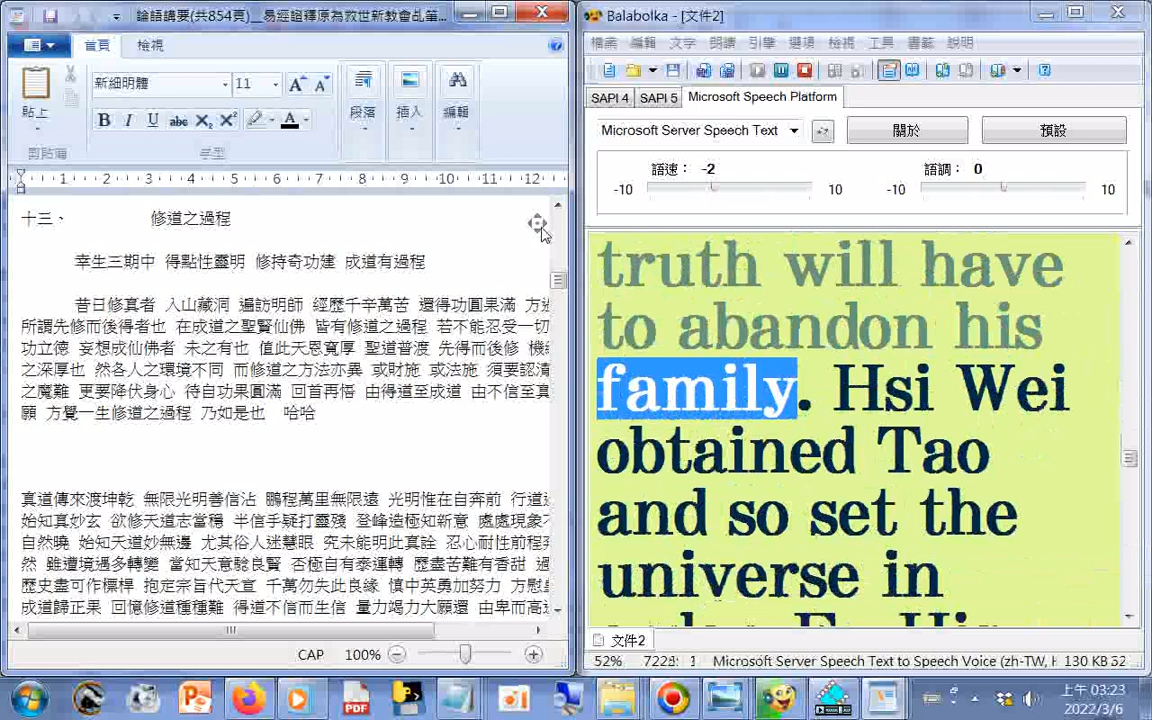 論語講要(共854頁)__易經證釋原為救世新教會乩筆...
首頁
檢視
新細明體
11
貼上
段落
插入
編輯
剪貼簿
字型
1 2 3 4 5 6 7 8 9 10 11 12
十三、 修道之過程
幸生三期中 得點性靈明 修持奇功建 成道有過程
昔日修真者 入山藏洞 遍訪明師 經歷千辛萬苦 還得功圓果滿 方
所謂先修而後得者也 在成道之聖賢仙佛 皆有修道之過程 若不能忍受一切
功立德 妄想成仙佛者 未之有也 值此天恩寬厚 聖道普渡 先得而後修 機
之深厚也 然各人之環境不同 而修道之方法亦異 或財施 或法施 須要認清
之魔難 更要降伏身心 待自功果圓滿 回首再悟 由得道至成道 由不信至真
願 方覺一生修道之過程 乃如是也 哈哈
真道傳來渡坤乾 無限光明善信沾 鵬程萬里無限遠 光明惟在自奔前 行道
始知真妙玄 欲修天道志當穩 半信半疑打靈殘 登峰造極知新意 處處現象
自然曉 始知天道妙無邊 尤其俗人迷慧眼 究未能明此真詮 忍心耐性前程
然 雖遭境遇多轉變 當知天意驗良賢 否極自有泰運轉 歷盡苦難有香甜 過
歷史盡可作標桿 抱定宗旨代天宣 千萬勿失此良緣 慎中英勇加努力 方慰
成道歸正果 回憶修道種種難 得道不信而生信 量力竭力大願還 由卑而高
CAP 100%
Balabolka - [文件2]
檔案 編輯 文字 朗讀 引擎 選項 檢視 工具 書籤 說明
SAPI 4 SAPI 5 Microsoft Speech Platform
Microsoft Server Speech Text
關於
預設
語速： -2
語調： 0
-10 10 -10 10
truth will have
to abandon his
family. Hsi Wei
obtained Tao
and so set the
universe in
文件2
52% 722 1 Microsoft Server Speech Text to Speech Voice (zh-TW, H 130 KB
上午 03:23
2022/3/6